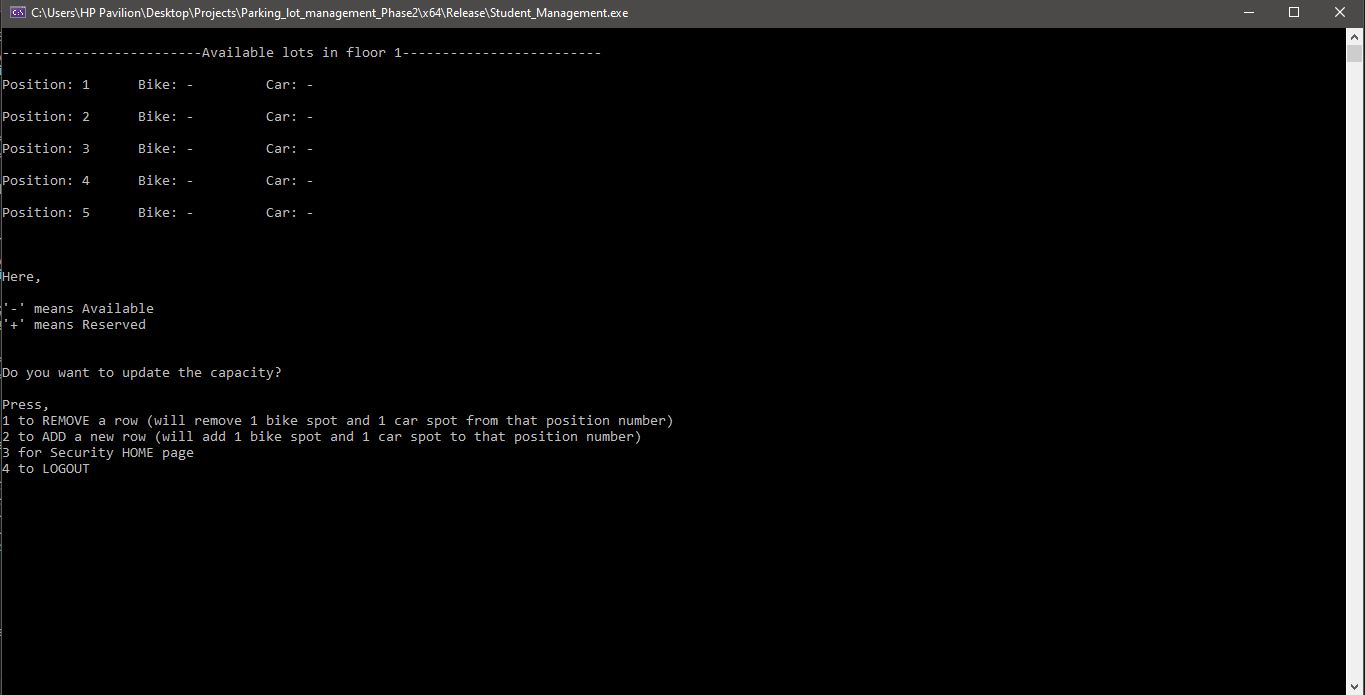 C:\Users\HP Pavilion\Desktop\Projects\Parking_lot_management_Phase2\x64\Release\Student_Management.exe
-------------------------Available lots in floor 1-------------------------
Position: 1      Bike: -         Car: -
Position: 2      Bike: -         Car: -
Position: 3      Bike: -         Car: -
Position: 4      Bike: -         Car: -
Position: 5      Bike: -         Car: -
Here,
'-' means Available
'+' means Reserved
Do you want to update the capacity?
Press,
1 to REMOVE a row (will remove 1 bike spot and 1 car spot from that position number)
2 to ADD a new row (will add 1 bike spot and 1 car spot to that position number)
3 for Security HOME page
4 to LOGOUT